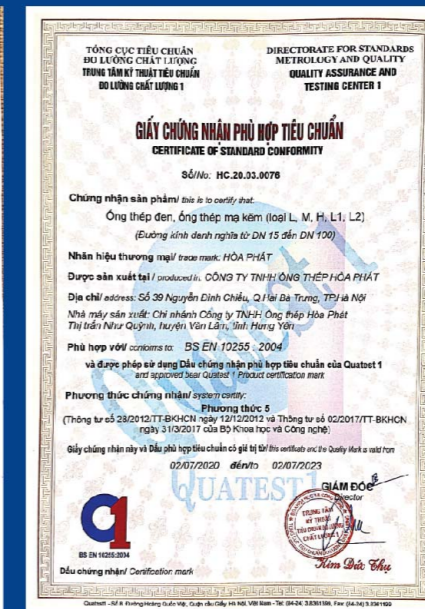 TỔNG CỤC TIÊU CHUẨN
ĐO LƯỜNG CHẤT LƯỢNG
TRUNG TÂM KỸ THUẬT TIÊU CHUẨN
ĐO LƯỜNG CHẤT LƯỢNG 1
DIRECTORATE FOR STANDARDS
METROLOGY AND QUALITY
QUALITY ASSURANCE AND
TESTING CENTER 1
GIẤY CHỨNG NHẬN PHÙ HỢP TIÊU CHUẨN
CERTIFICATE OF STANDARD CONFORMITY
Số/No: HC.20.03.0076
Chứng nhận sản phẩm/ this is to certify that:
Ống thép đen, ống thép mạ kẽm (loại L, M, H, L1, L2)
(Đường kính danh nghĩa từ DN 15 đến DN 100)
Nhãn hiệu thương mại/ trade mark: HÒA PHÁT
Được sản xuất tại / produced in: CÔNG TY TNHH ỐNG THÉP HÒA PHÁT
Địa chỉ/ address: Số 39 Nguyễn Đình Chiểu, Q.Hai Bà Trưng, TP.Hà Nội
Nhà máy sản xuất: Chi nhánh Công ty TNHH Ống thép Hòa Phát
Thị trấn Như Quỳnh, huyện Văn Lâm, tỉnh Hưng Yên
Phù hợp với/ conforms to: BS EN 10255 : 2004
và được phép sử dụng Dấu chứng nhận phù hợp tiêu chuẩn của Quatest 1
and approved bear Quatest 1 Product certification mark
Phương thức chứng nhận/ system certify:
Phương thức 5
(Thông tư số 28/2012/TT-BKHCN ngày 12/12/2012 và Thông tư số 02/2017/TT-BKHCN
ngày 31/3/2017 của Bộ Khoa học và Công nghệ)
Giấy chứng nhận này và Dấu phù hợp tiêu chuẩn có giá trị từ/ this certificate and the Quality Mark is valid from
02/07/2020 đến/to 02/07/2023
QUATEST1
GIÁM ĐỐC
Director
TRUNG TÂM
KỸ THUẬT
TIÊU CHUẨN ĐO LƯỜNG
CHẤT LƯỢNG 1
BS EN 10255:2004
Dấu chứng nhận/ Certification mark
Quatest 1